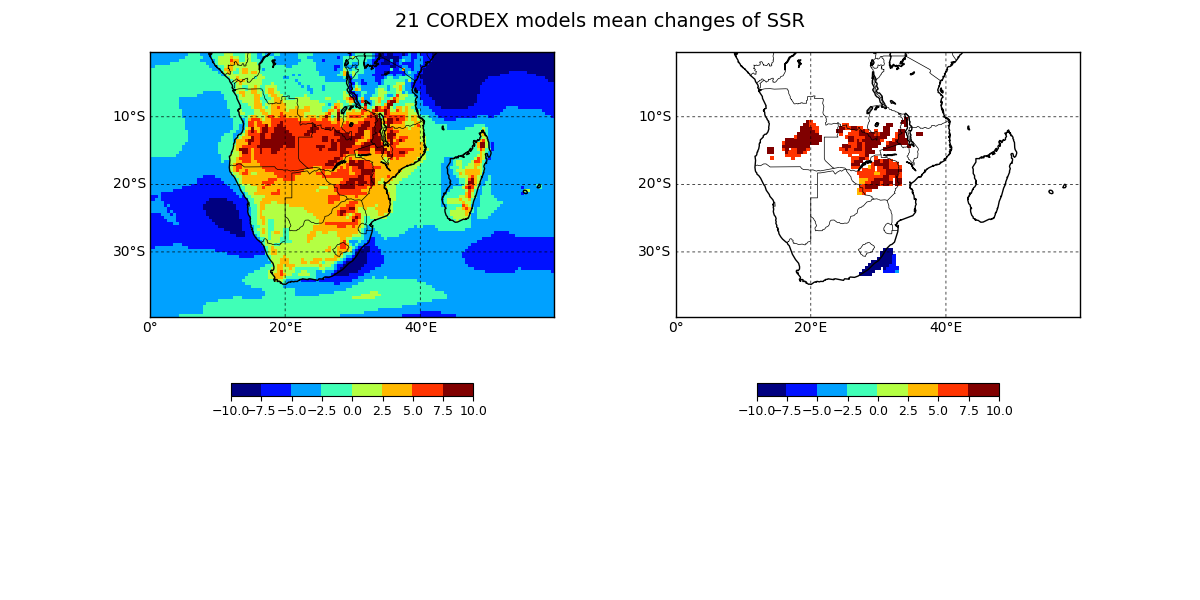 21 CORDEX models mean changes of SSR
10°S 10°S
20°S 20°S
30°S 30°S
0° 20°E 40°E 0° 20°E 40°E
−10.0 −7.5 −5.0 −2.5 0.0 2.5 5.0 7.5 10.0 −10.0 −7.5 −5.0 −2.5 0.0 2.5 5.0 7.5 10.0